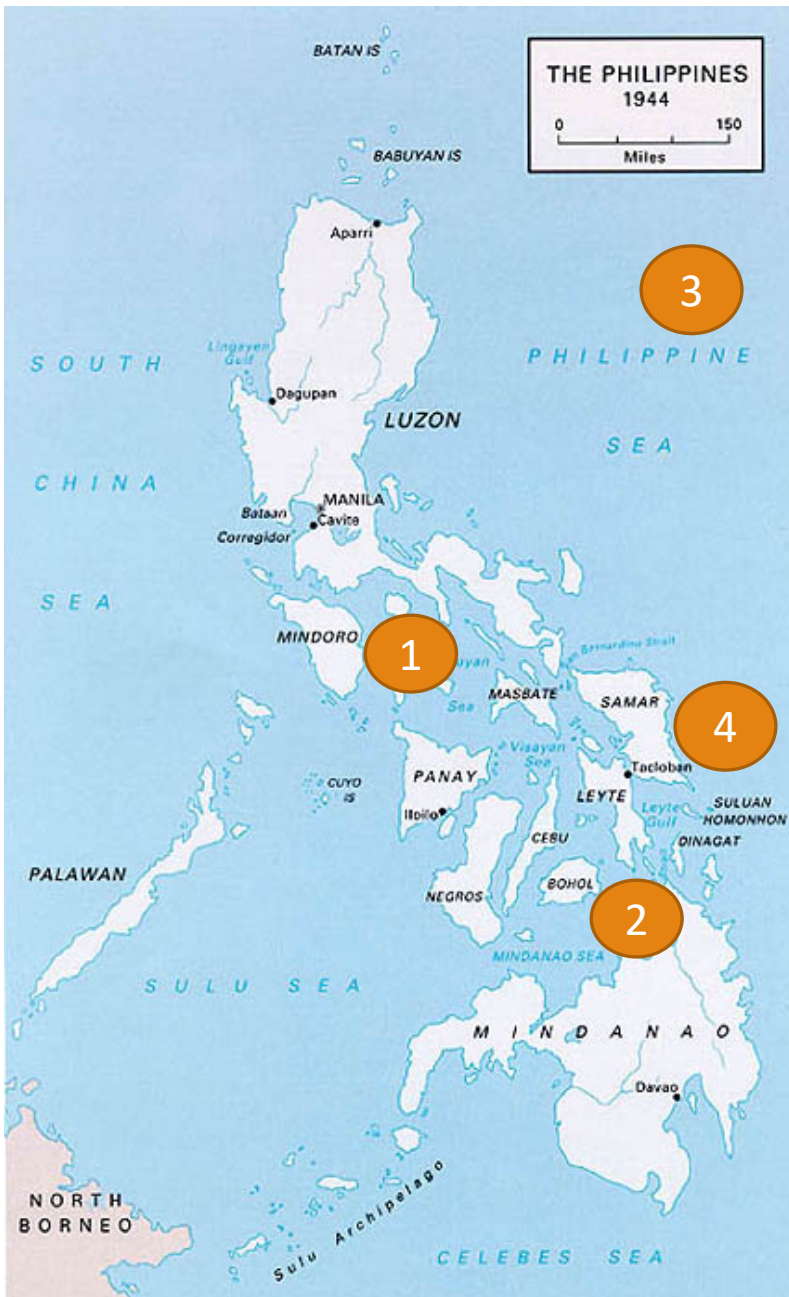 BATAN IS
THE PHILIPPINES
1944
0 150
Miles
BABUYAN IS
Aparri
3
Lingayen
Gulf
SOUTH
PHILIPPINE
Dagupan
LUZON
SEA
CHINA
MANILA
Bataan
Cavite
Corregidor
SEA
MINDORO
1
Bernardino Strait
uyan
MASBATE
Sea
SAMAR
4
Visayan
Sea
PANAY
Tacloban
CUYO
IS
LEYTE
Leyte
Gulf
SULUAN
HOMONHON
Iloilo
CEBU
DINAGAT
PALAWAN
NEGROS
BOHOL
2
MINDANAO SEA
SULU SEA
MINDANAO
Davao
NORTH
BORNEO
Sulu Archipelago
CELEBES SEA